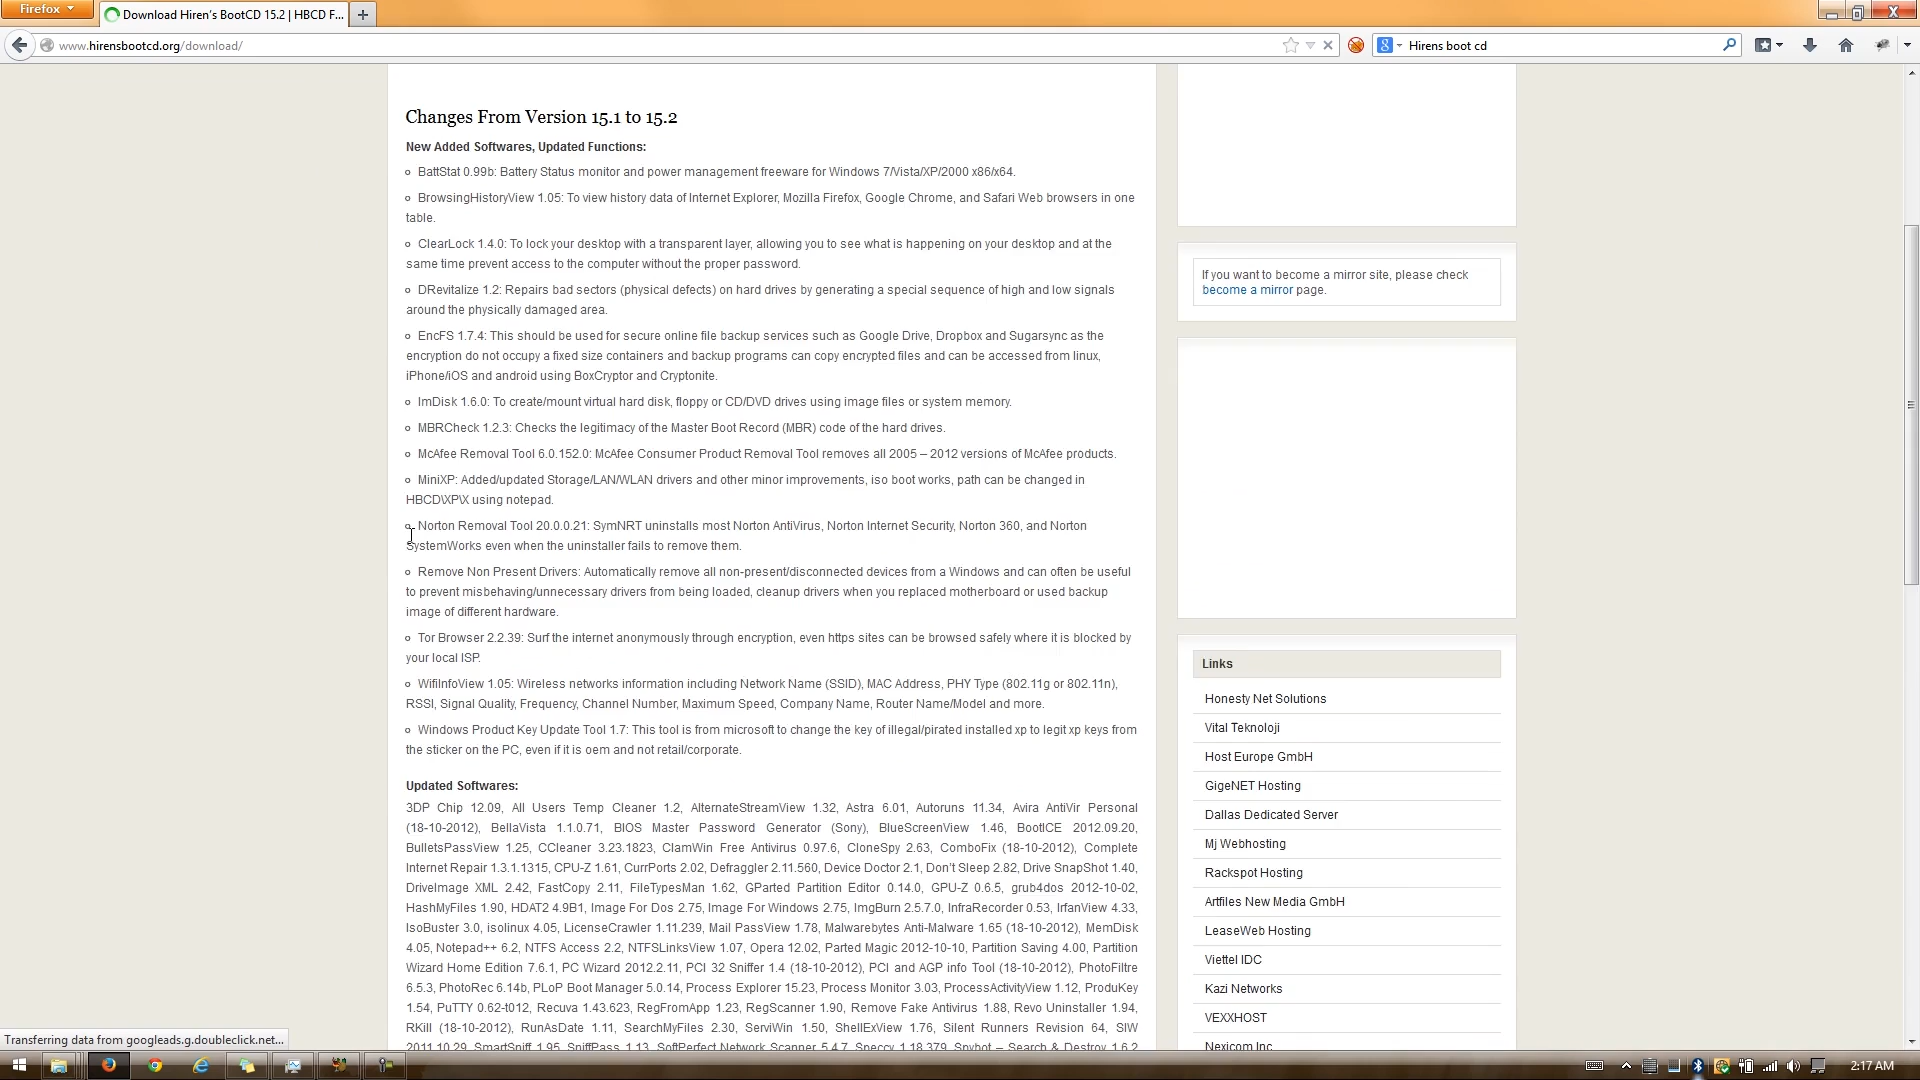 Firefox
Download Hiren's BootCD 15.2 | HBCD F...
www.hirensbootcd.org/download/
Hirens boot cd
Changes From Version 15.1 to 15.2
New Added Softwares, Updated Functions:
BattStat 0.99b: Battery Status monitor and power management freeware for Windows 7/Vista/XP/2000 x86/x64.
BrowsingHistoryView 1.05: To view history data of Internet Explorer, Mozilla Firefox, Google Chrome, and Safari Web browsers in one
table.
ClearLock 1.4.0: To lock your desktop with a transparent layer, allowing you to see what is happening on your desktop and at the
same time prevent access to the computer without the proper password.
DRevitalize 1.2: Repairs bad sectors (physical defects) on hard drives by generating a special sequence of high and low signals
around the physically damaged area.
EncFS 1.7.4: This should be used for secure online file backup services such as Google Drive, Dropbox and Sugarsync as the
encryption do not occupy a fixed size containers and backup programs can copy encrypted files and can be accessed from linux,
iPhone/iOS and android using BoxCryptor and Cryptonite.
ImDisk 1.6.0: To create/mount virtual hard disk, floppy or CD/DVD drives using image files or system memory.
MBRCheck 1.2.3: Checks the legitimacy of the Master Boot Record (MBR) code of the hard drives.
McAfee Removal Tool 6.0.152.0: McAfee Consumer Product Removal Tool removes all 2005 – 2012 versions of McAfee products.
MiniXP: Added/updated Storage/LAN/WLAN drivers and other minor improvements, iso boot works, path can be changed in
HBCD\XP\X using notepad.
Norton Removal Tool 20.0.0.21: SymNRT uninstalls most Norton AntiVirus, Norton Internet Security, Norton 360, and Norton
SystemWorks even when the uninstaller fails to remove them.
Remove Non Present Drivers: Automatically remove all non-present/disconnected devices from a Windows and can often be useful
to prevent misbehaving/unnecessary drivers from being loaded, cleanup drivers when you replaced motherboard or used backup
image of different hardware.
Tor Browser 2.2.39: Surf the internet anonymously through encryption, even https sites can be browsed safely where it is blocked by
your local ISP.
WifiInfoView 1.05: Wireless networks information including Network Name (SSID), MAC Address, PHY Type (802.11g or 802.11n),
RSSI, Signal Quality, Frequency, Channel Number, Maximum Speed, Company Name, Router Name/Model and more.
Windows Product Key Update Tool 1.7: This tool is from microsoft to change the key of illegal/pirated installed xp to legit xp keys from
the sticker on the PC, even if it is oem and not retail/corporate.
Updated Softwares:
3DP Chip 12.09, All Users Temp Cleaner 1.2, AlternateStreamView 1.32, Astra 6.01, Autoruns 11.34, Avira AntiVir Personal
(18-10-2012), BellaVista 1.1.0.71, BIOS Master Password Generator (Sony), BlueScreenView 1.46, BootICE 2012.09.20,
BulletsPassView 1.25, CCleaner 3.23.1823, ClamWin Free Antivirus 0.97.6, CloneSpy 2.63, ComboFix (18-10-2012), Complete
Internet Repair 1.3.1.1315, CPU-Z 1.61, CurrPorts 2.02, Defraggler 2.11.560, Device Doctor 2.1, Don't Sleep 2.82, Drive SnapShot 1.40,
DriveImage XML 2.42, FastCopy 2.11, FileTypesMan 1.62, GParted Partition Editor 0.14.0, GPU-Z 0.6.5, grub4dos 2012-10-02,
HashMyFiles 1.90, HDAT2 4.9B1, Image For Dos 2.75, Image For Windows 2.75, ImgBurn 2.5.7.0, InfraRecorder 0.53, IrfanView 4.33,
IsoBuster 3.0, isolinux 4.05, LicenseCrawler 1.11.239, Mail PassView 1.78, Malwarebytes Anti-Malware 1.65 (18-10-2012), MemDisk
4.05, Notepad++ 6.2, NTFS Access 2.2, NTFSLinksView 1.07, Opera 12.02, Parted Magic 2012-10-10, Partition Saving 4.00, Partition
Wizard Home Edition 7.6.1, PC Wizard 2012.2.11, PCI 32 Sniffer 1.4 (18-10-2012), PCI and AGP info Tool (18-10-2012), PhotoFiltre
6.5.3, PhotoRec 6.14b, PLoP Boot Manager 5.0.14, Process Explorer 15.23, Process Monitor 3.03, ProcessActivityView 1.12, ProduKey
1.54, PuTTY 0.62-t012, Recuva 1.43.623, RegFromApp 1.23, RegScanner 1.90, Remove Fake Antivirus 1.88, Revo Uninstaller 1.94,
RKill (18-10-2012), RunAsDate 1.11, SearchMyFiles 2.30, ServiWin 1.50, ShellExView 1.76, Silent Runners Revision 64, SIW
2011.10.29, SmartSniff 1.95, SniffPass 1.13, SoftPerfect Network Scanner 5.4.7, Speccy 1.18.379, Spybot – Search & Destroy 1.6.2
If you want to become a mirror site, please check
become a mirror page.
Links
Honesty Net Solutions
Vital Teknoloji
Host Europe GmbH
GigeNET Hosting
Dallas Dedicated Server
Mj Webhosting
Rackspot Hosting
Artfiles New Media GmbH
LeaseWeb Hosting
Viettel IDC
Kazi Networks
VEXXHOST
Nexicom Inc
Transferring data from googleads.g.doubleclick.net...
2:17 AM